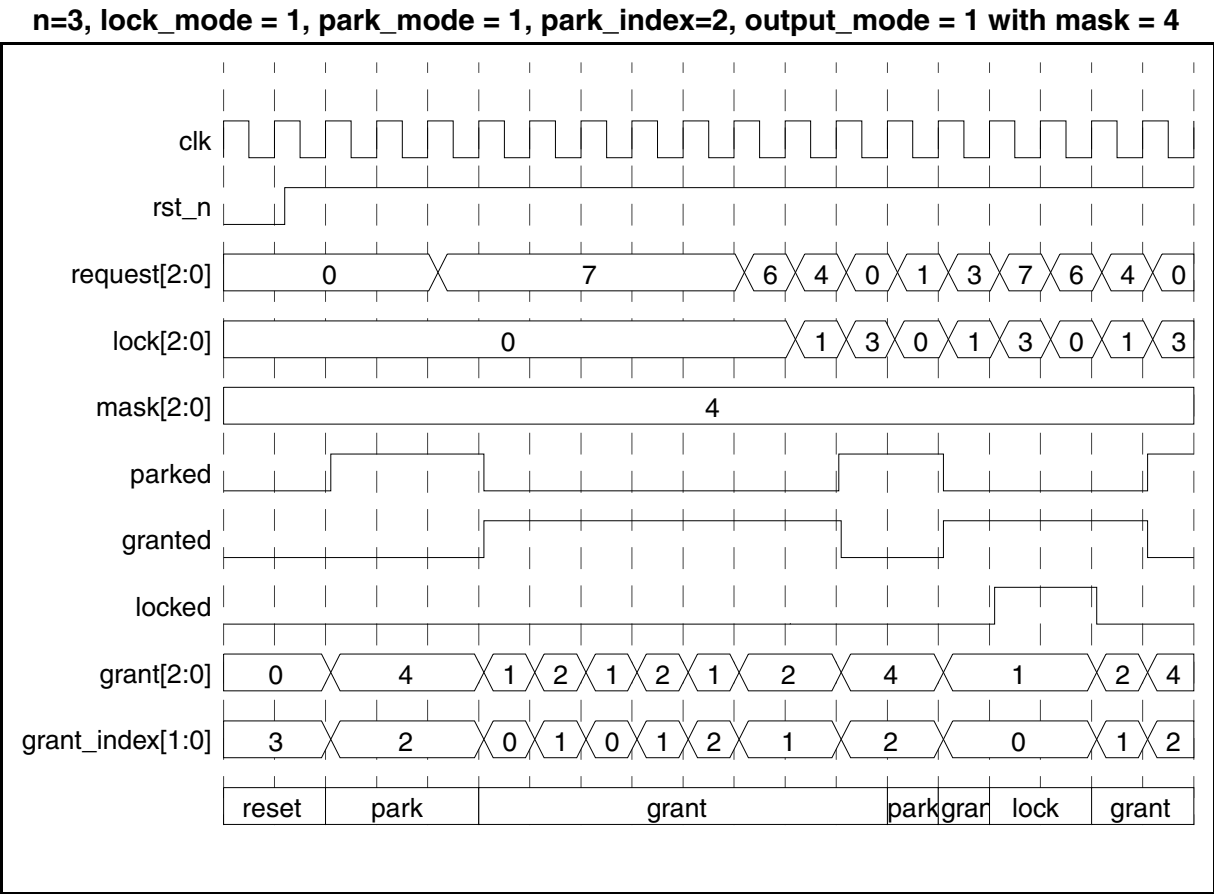 n=3, lock_mode = 1, park_mode = 1, park_index=2, output_mode = 1 with mask = 4
clk
rst_n
request[2:0] 0 7 6 4 0 1 3 7 6 4 0
lock[2:0] 0 1 3 0 1 3 0 1 3
mask[2:0] 4
parked
granted
locked
grant[2:0] 0 4 1 2 1 2 1 2 4 1 2 4
grant_index[1:0] 3 2 0 1 0 1 2 1 2 0 1 2
reset park grant park gran lock grant